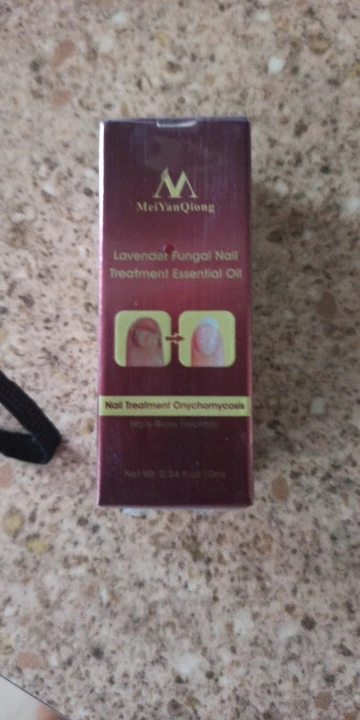 MeiYanQiong
Lavender Fungal Nail
Treatment Essential Oil
Nail Treatment Onychomycosis
Net Wt: 0.34 fl.oz 10ml